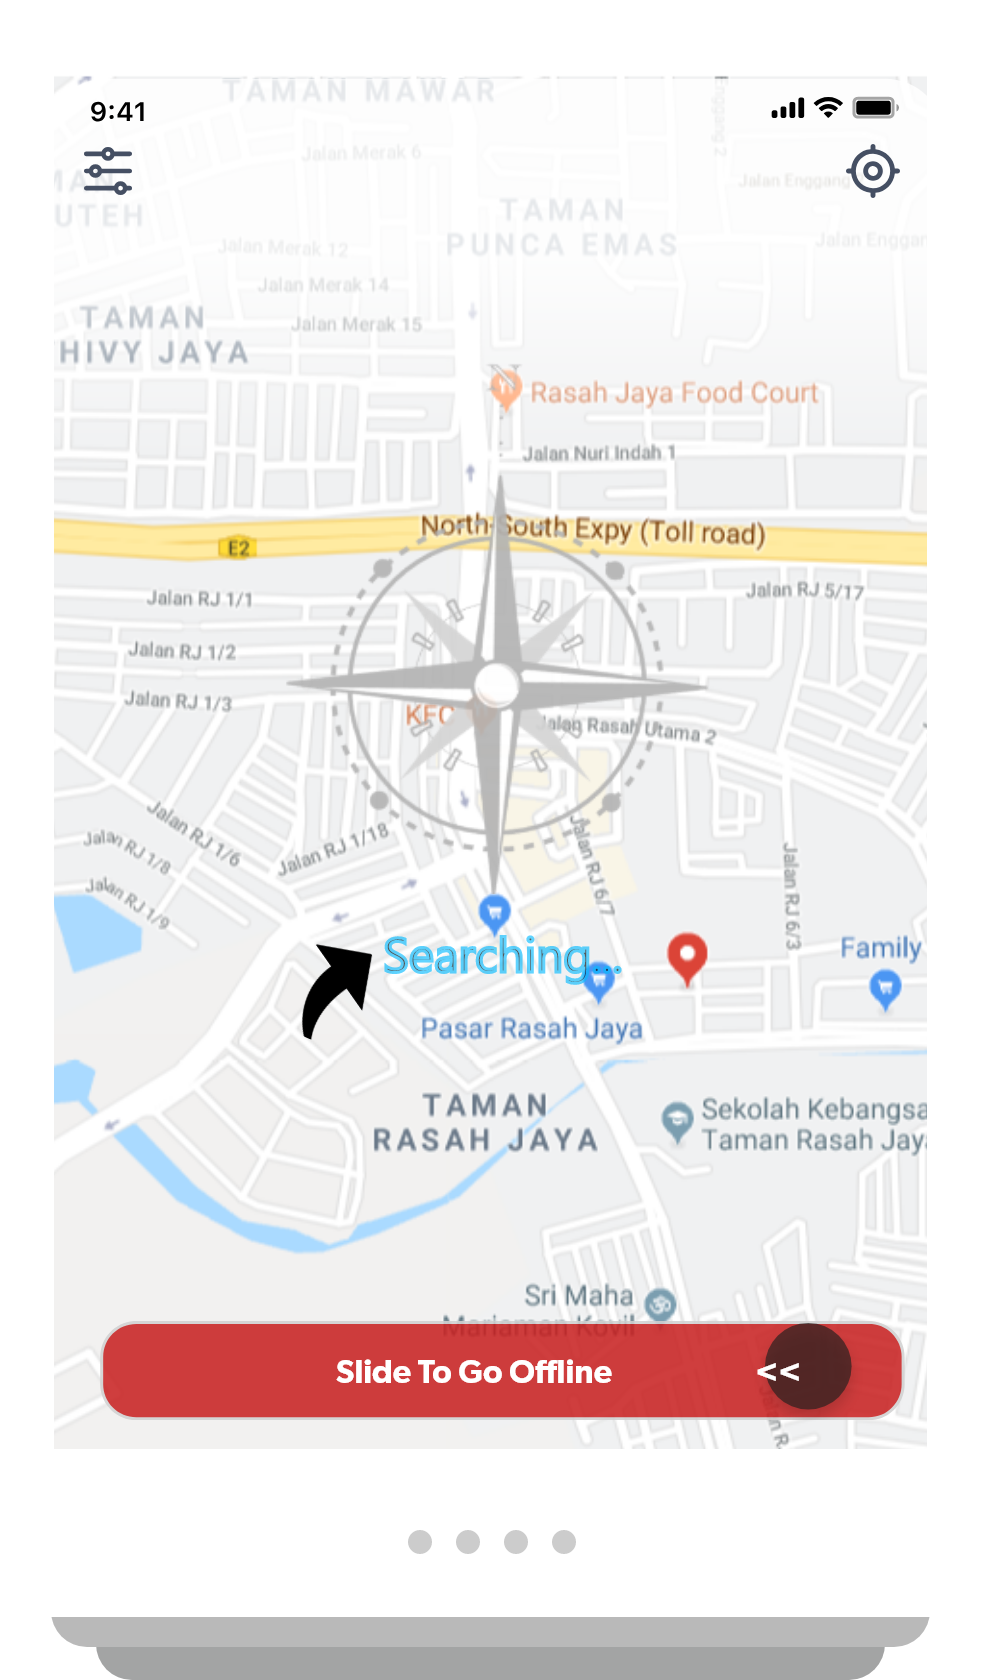 TAMAN MAWAR
9:41
Jalan Merak 6
Enggang 2
Jalan Enggang
UTEH
TAMAN
PUNCA EMAS
Jalan Merak 12
Jalan Enggan
Jalan Merak 14
TAMAN
HIVY JAYA
Jalan Merak 15
Rasah Jaya Food Court
Jalan Nuri Indah 1
North-South Expy (Toll road)
E2
Jalan RJ 1/1
Jalan RJ 5/17
Jalan RJ 1/2
Jalan RJ 1/3
KFC
Jalan Rasah Utama 2
Jalan RJ 1/6
Jalan RJ 1/18
Jalan RJ 1/8
Jalan RJ 6/7
Jalan RJ 6/3
Jalan RJ 1/9
Searching...
Family
Pasar Rasah Jaya
TAMAN
RASAH JAYA
Sekolah Kebangsa
Taman Rasah Jaya
Sri Maha
Mariaman Kovil
Slide To Go Offline <<
Jalan R